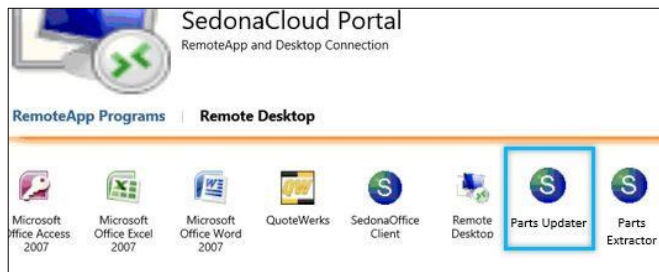 SedonaCloud Portal
RemoteApp and Desktop Connection
RemoteApp Programs
Remote Desktop
Microsoft
ffice Access
2007
Microsoft
Office Excel
2007
Microsoft
Office Word
2007
QW
QuoteWerks
S
SedonaOffice
Client
Remote
Desktop
S
Parts Updater
S
Parts
Extractor